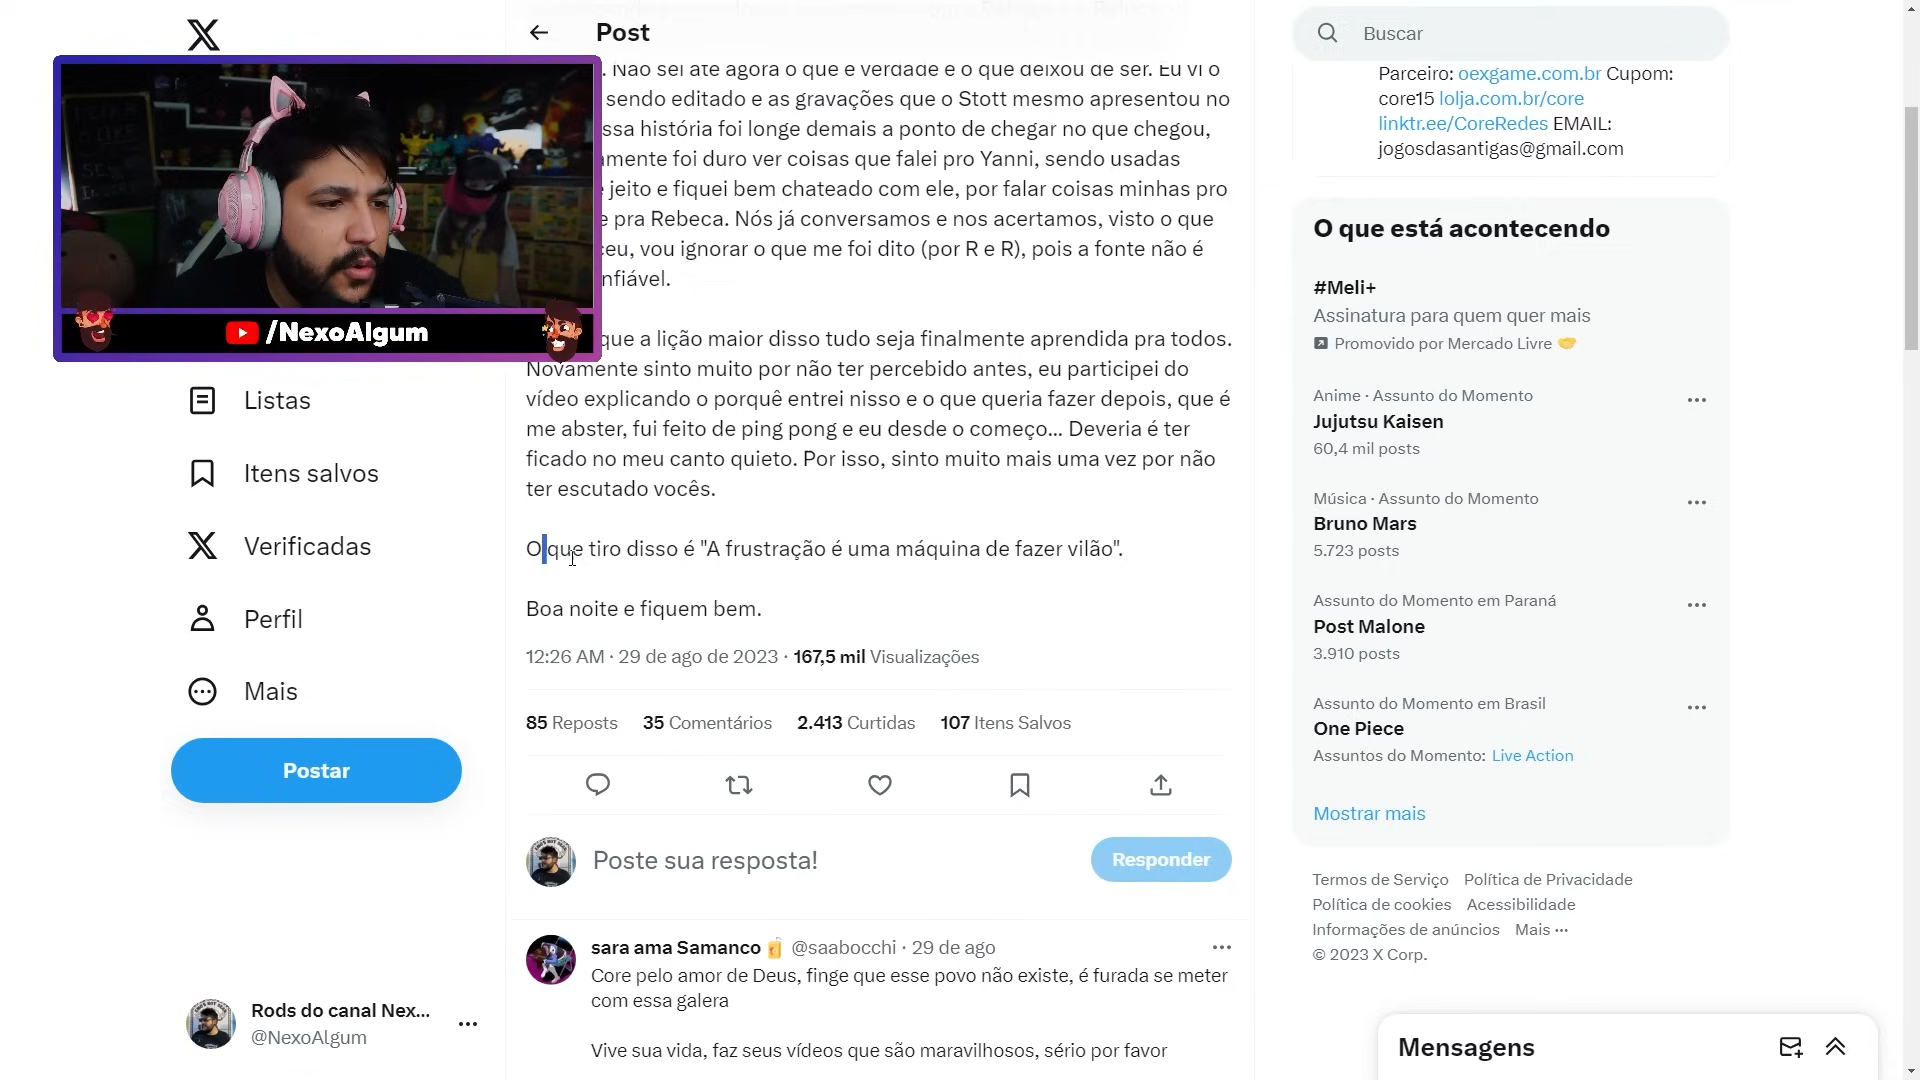 Post
. Não sei até agora o que é verdade e o que deixou de ser. Eu vi o
sendo editado e as gravações que o Stott mesmo apresentou no
ssa história foi longe demais a ponto de chegar no que chegou,
mente foi duro ver coisas que falei pro Yanni, sendo usadas
jeito e fiquei bem chateado com ele, por falar coisas minhas pro
e pra Rebeca. Nós já conversamos e nos acertamos, visto o que
ceu, vou ignorar o que me foi dito (por R e R), pois a fonte não é
nfiável.
que a lição maior disso tudo seja finalmente aprendida pra todos.
Novamente sinto muito por não ter percebido antes, eu participei do
vídeo explicando o porquê entrei nisso e o que queria fazer depois, que é
me abster, fui feito de ping pong e eu desde o começo... Deveria é ter
ficado no meu canto quieto. Por isso, sinto muito mais uma vez por não
ter escutado vocês.
O que tiro disso é "A frustração é uma máquina de fazer vilão".
Boa noite e fiquem bem.
12:26 AM · 29 de ago de 2023 · 167,5 mil Visualizações
85 Reposts 35 Comentários 2.413 Curtidas 107 Itens Salvos
Poste sua resposta!
Responder
sara ama Samanco @saabocchi · 29 de ago
Core pelo amor de Deus, finge que esse povo não existe, é furada se meter
com essa galera
Vive sua vida, faz seus vídeos que são maravilhosos, sério por favor
/NexoAlgum
Listas
Itens salvos
Verificadas
Perfil
Mais
Postar
Rods do canal Nex...
@NexoAlgum
Buscar
Parceiro: oexgame.com.br Cupom:
core15 lolja.com.br/core
linktr.ee/CoreRedes EMAIL:
jogosdasantigas@gmail.com
O que está acontecendo
#Meli+
Assinatura para quem quer mais
Promovido por Mercado Livre
Anime · Assunto do Momento
Jujutsu Kaisen
60,4 mil posts
Música · Assunto do Momento
Bruno Mars
5.723 posts
Assunto do Momento em Paraná
Post Malone
3.910 posts
Assunto do Momento em Brasil
One Piece
Assuntos do Momento: Live Action
Mostrar mais
Termos de Serviço Política de Privacidade
Política de cookies Acessibilidade
Informações de anúncios Mais ···
© 2023 X Corp.
Mensagens